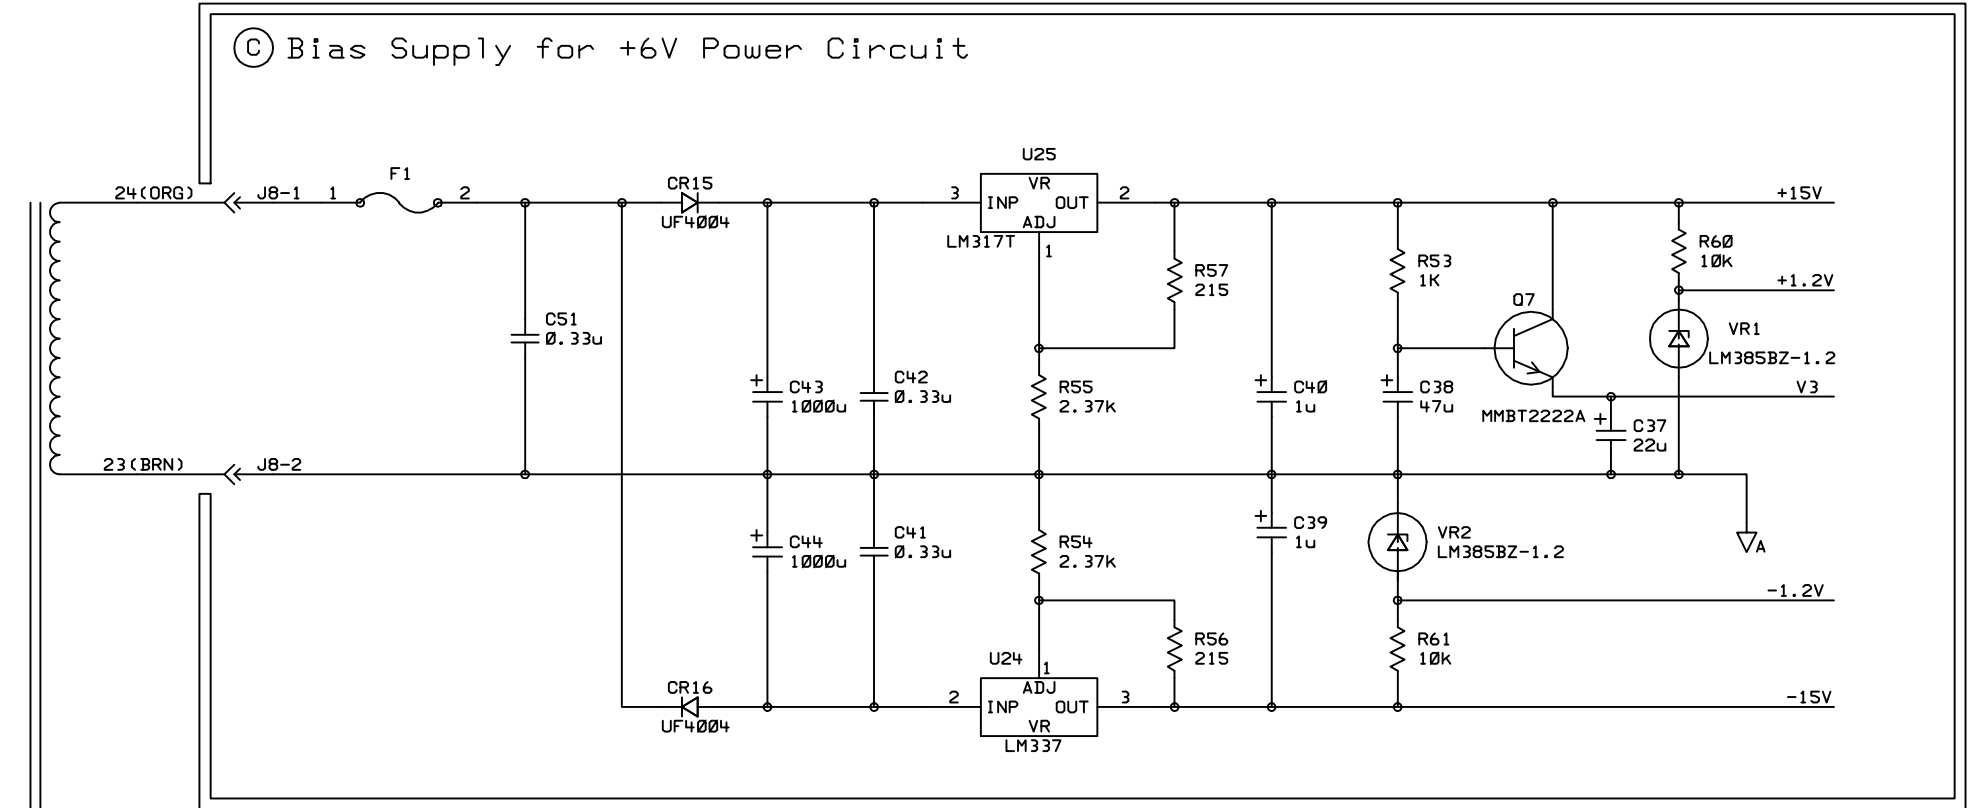 C Bias Supply for +6V Power Circuit
24(ORG)
J8-1
1
F1
2
CR15
UF4004
3
U25
VR
INP OUT
ADJ
LM317T
1
2
+15V
R57
215
R53
1K
Q7
MMBT2222A
R60
10k
+1.2V
VR1
LM385BZ-1.2
V3
C51
0.33u
+
C43
1000u
C42
0.33u
R55
2.37k
+
C40
1u
+
C38
47u
+
C37
22u
23(BRN)
J8-2
+
C44
1000u
C41
0.33u
R54
2.37k
+
C39
1u
VR2
LM385BZ-1.2
A
-1.2V
R56
215
R61
10k
CR16
UF4004
2
U24
1
ADJ
INP OUT
VR
LM337
3
-15V